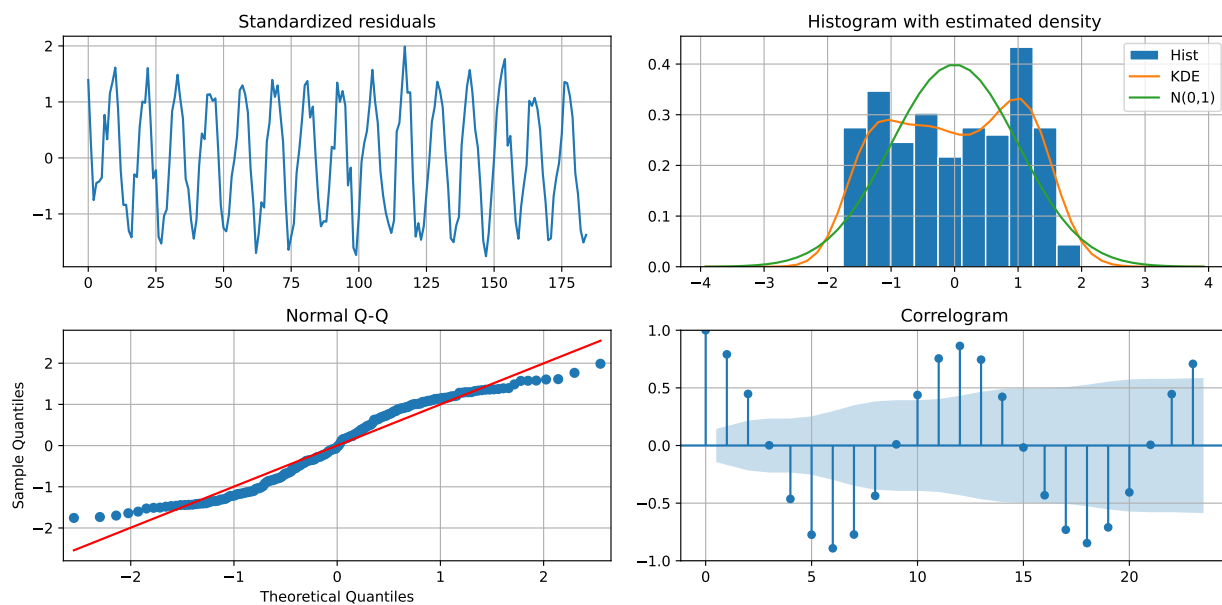 Standardized residuals
2
1
0
−1
0 25 50 75 100 125 150 175
Histogram with estimated density
0.4
0.3
0.2
0.1
0.0
−4 −3 −2 −1 0 1 2 3 4
Hist
KDE
N(0,1)
Normal Q-Q
Sample Quantiles
2
1
0
−1
−2
−2 −1 0 1 2
Theoretical Quantiles
Correlogram
1.0
0.5
0.0
−0.5
−1.0
0 5 10 15 20